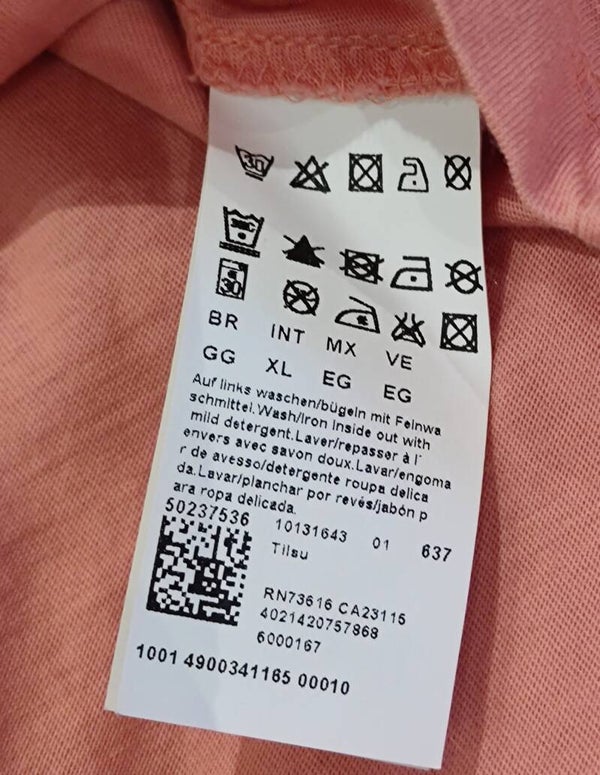 30
30°C
30
BR INT MX VE
GG XL EG EG
Auf links waschen/bügeln mit Feinwa
schmittel.Wash/Iron Inside out with
mild detergent.Laver/repasser à l'
envers avec savon doux.Lavar/engoma
r de avesso/detergente roupa delica
da.Lavar/planchar por revés/jabón p
ara ropa delicada.
50237536 10131643 01 637
Tilsu
RN73616 CA23115
4021420757868
6000167
1001 4900341165 00010